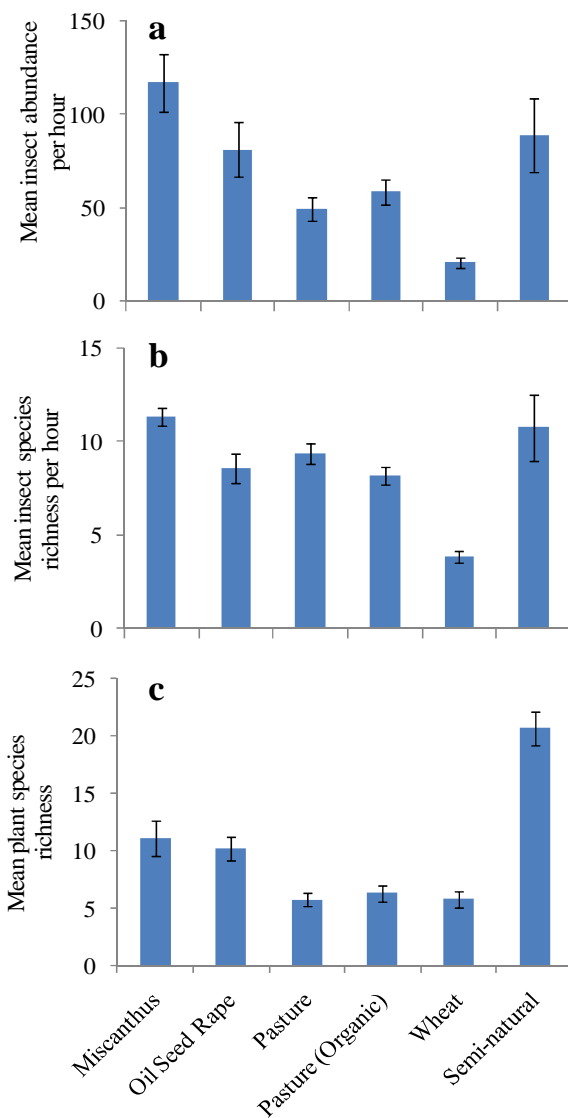 a
Mean insect abundance
per hour
150
100
50
0
b
Mean insect species
richness per hour
15
10
5
0
c
Mean plant species
richness
25
20
15
10
5
0
Miscanthus
Oil Seed Rape
Pasture
Pasture (Organic)
Wheat
Semi-natural